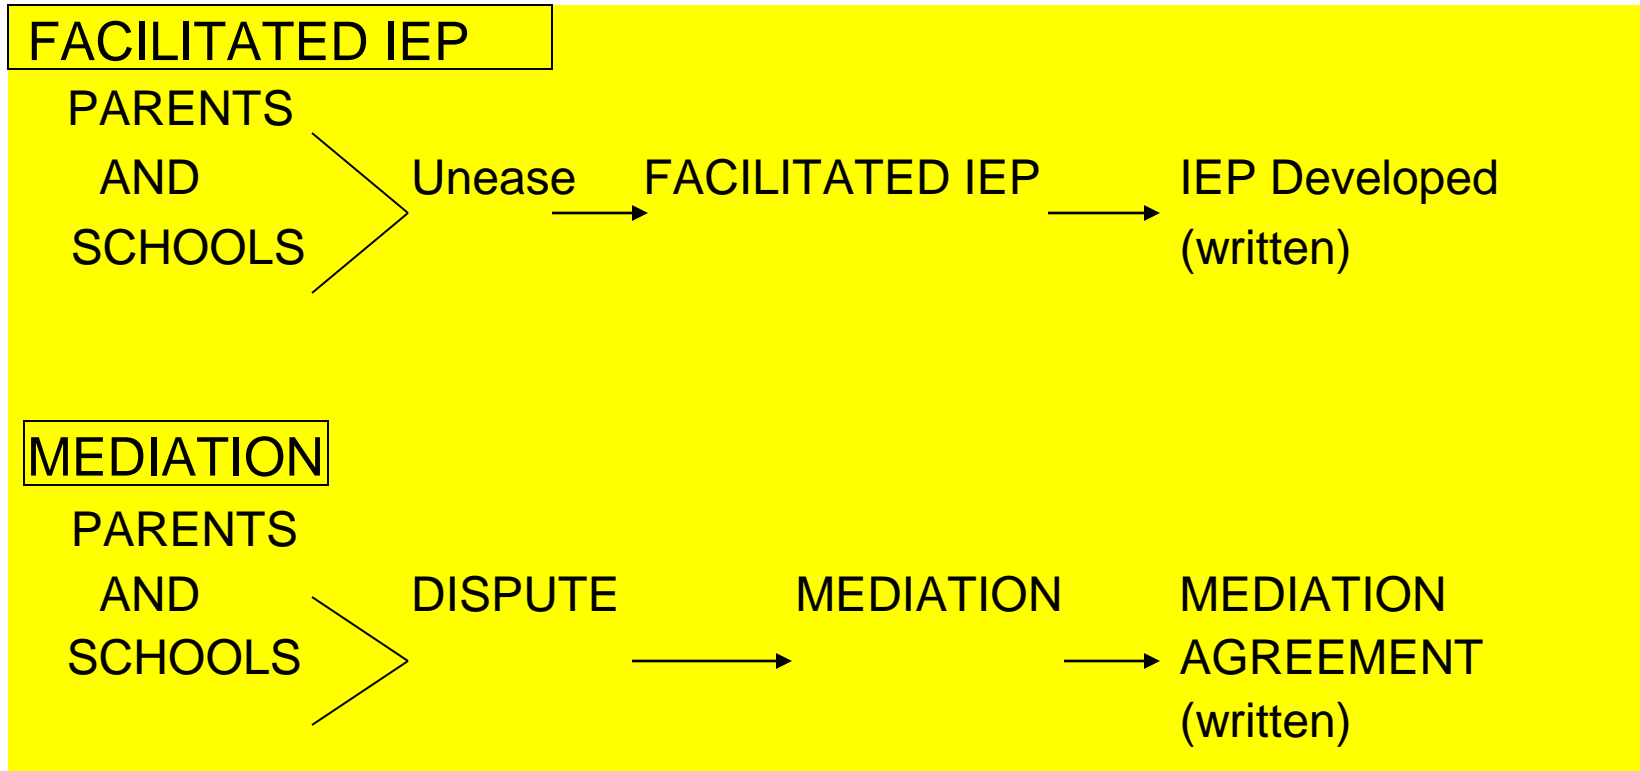 FACILITATED IEP
PARENTS
AND Unease FACILITATED IEP IEP Developed
SCHOOLS (written)
MEDIATION
PARENTS
AND DISPUTE MEDIATION MEDIATION
SCHOOLS AGREEMENT
(written)